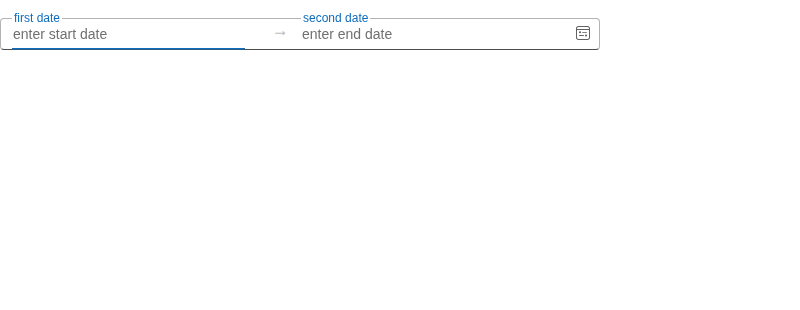 first date second date
enter start date → enter end date